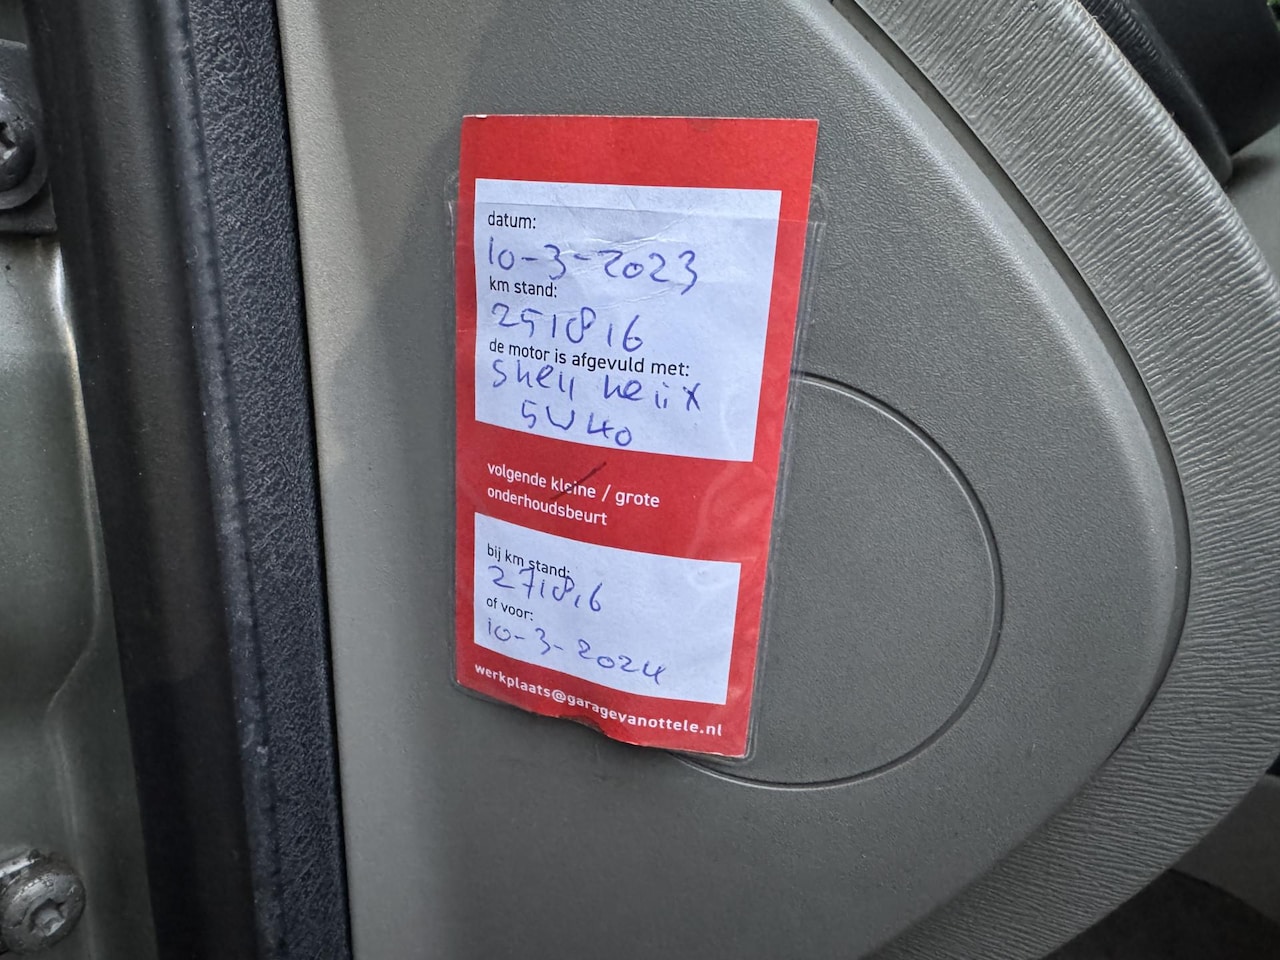 datum:
10-3-2023
km stand:
251816
de motor is afgevuld met:
Shell Helix
5W40
volgende kleine / grote
onderhoudsbeurt
bij km stand:
271816
of voor:
10-3-2024
werkplaats@garagevanottele.nl